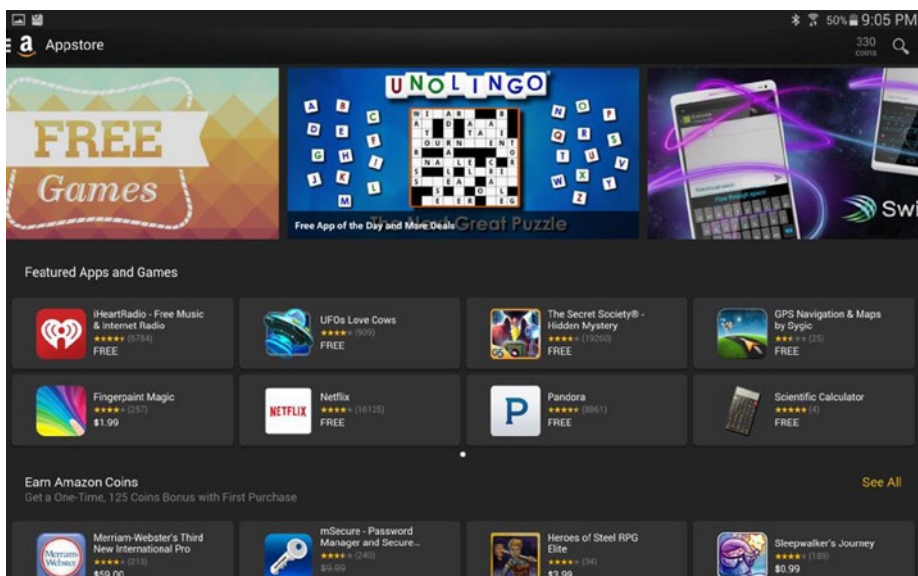 50% 9:05 PM
a Appstore
330
coins
FREE
Games
UNOLINGO
Free App of the Day and More Deals
The Next Great Puzzle
Swi
Featured Apps and Games
iHeartRadio - Free Music
& Internet Radio
(6784)
FREE
UFOs Love Cows
(909)
FREE
The Secret Society® -
Hidden Mystery
(19260)
FREE
GPS Navigation & Maps
by Sygic
(25)
FREE
Fingerpaint Magic
(257)
$1.99
NETFLIX
Netflix
(16125)
FREE
P
Pandora
(8861)
FREE
Scientific Calculator
(4)
FREE
Earn Amazon Coins
See All
Get a One-Time, 125 Coins Bonus with First Purchase
Merriam-
Webster
Merriam-Webster's Third
New International Pro
(213)
$59.00
mSecure - Password
Manager and Secure...
(240)
$9.99
Heroes of Steel RPG
Elite
(34)
$3.99
Sleepwalker's Journey
(189)
$0.99